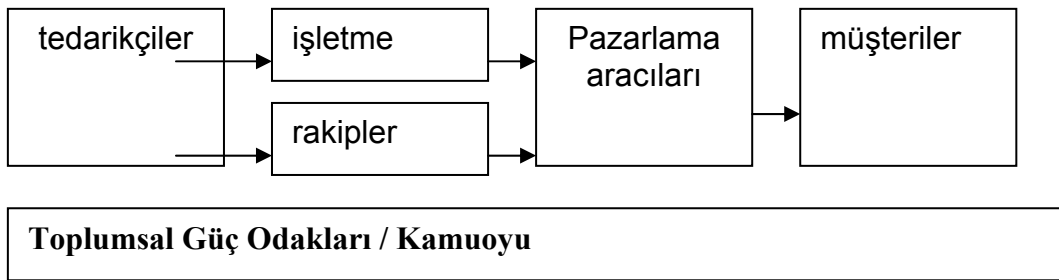 tedarikçiler
işletme
rakipler
Pazarlama
aracıları
müşteriler
Toplumsal Güç Odakları / Kamuoyu